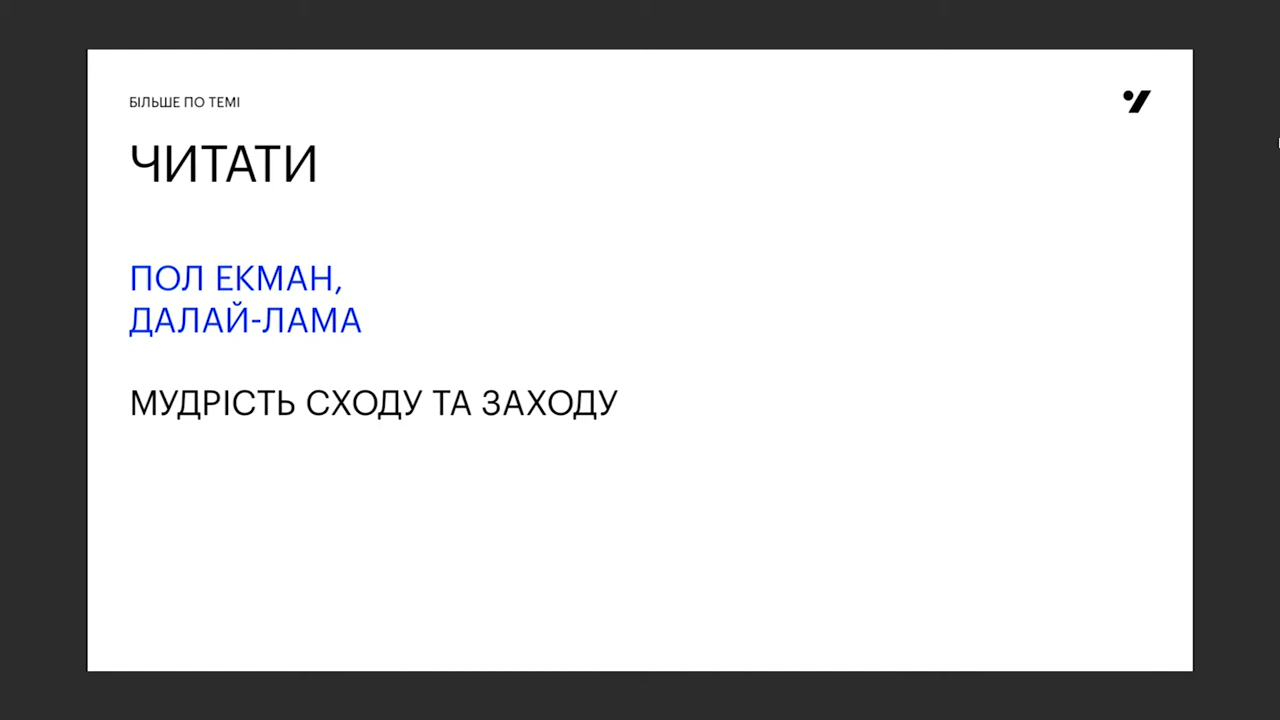 БІЛЬШЕ ПО ТЕМІ
ЧИТАТИ
ПОЛ ЕКМАН,
ДАЛАЙ-ЛАМА
МУДРІСТЬ СХОДУ ТА ЗАХОДУ